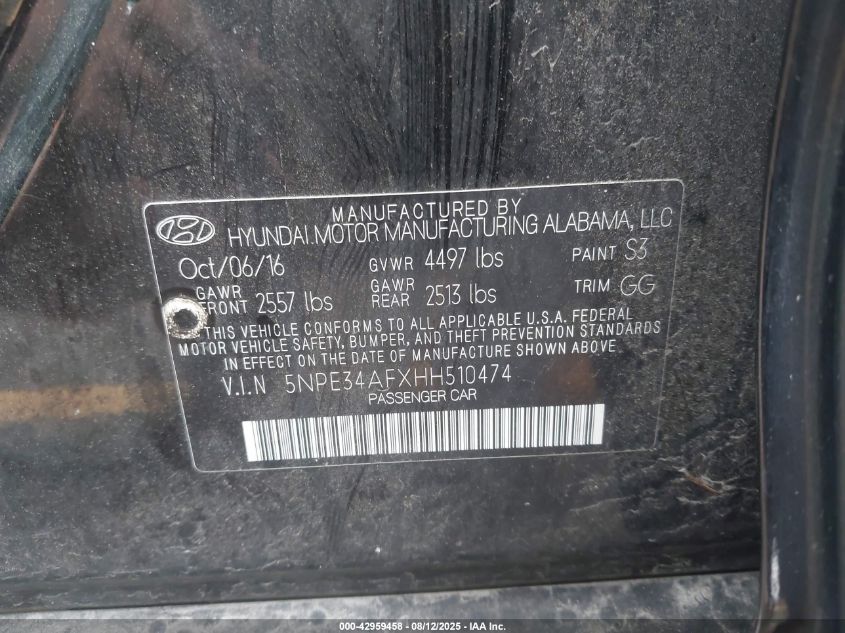 MANUFACTURED BY
HYUNDAI MOTOR MANUFACTURING ALABAMA, LLC
Oct/06/16 GVWR 4497 lbs PAINT S3
GAWR FRONT 2557 lbs GAWR REAR 2513 lbs TRIM GG
THIS VEHICLE CONFORMS TO ALL APPLICABLE U.S.A. FEDERAL
MOTOR VEHICLE SAFETY, BUMPER, AND THEFT PREVENTION STANDARDS
IN EFFECT ON THE DATE OF MANUFACTURE SHOWN ABOVE.
V.I.N 5NPE34AFXHH510474
PASSENGER CAR
000-42959458 - 08/12/2025 - IAA Inc.